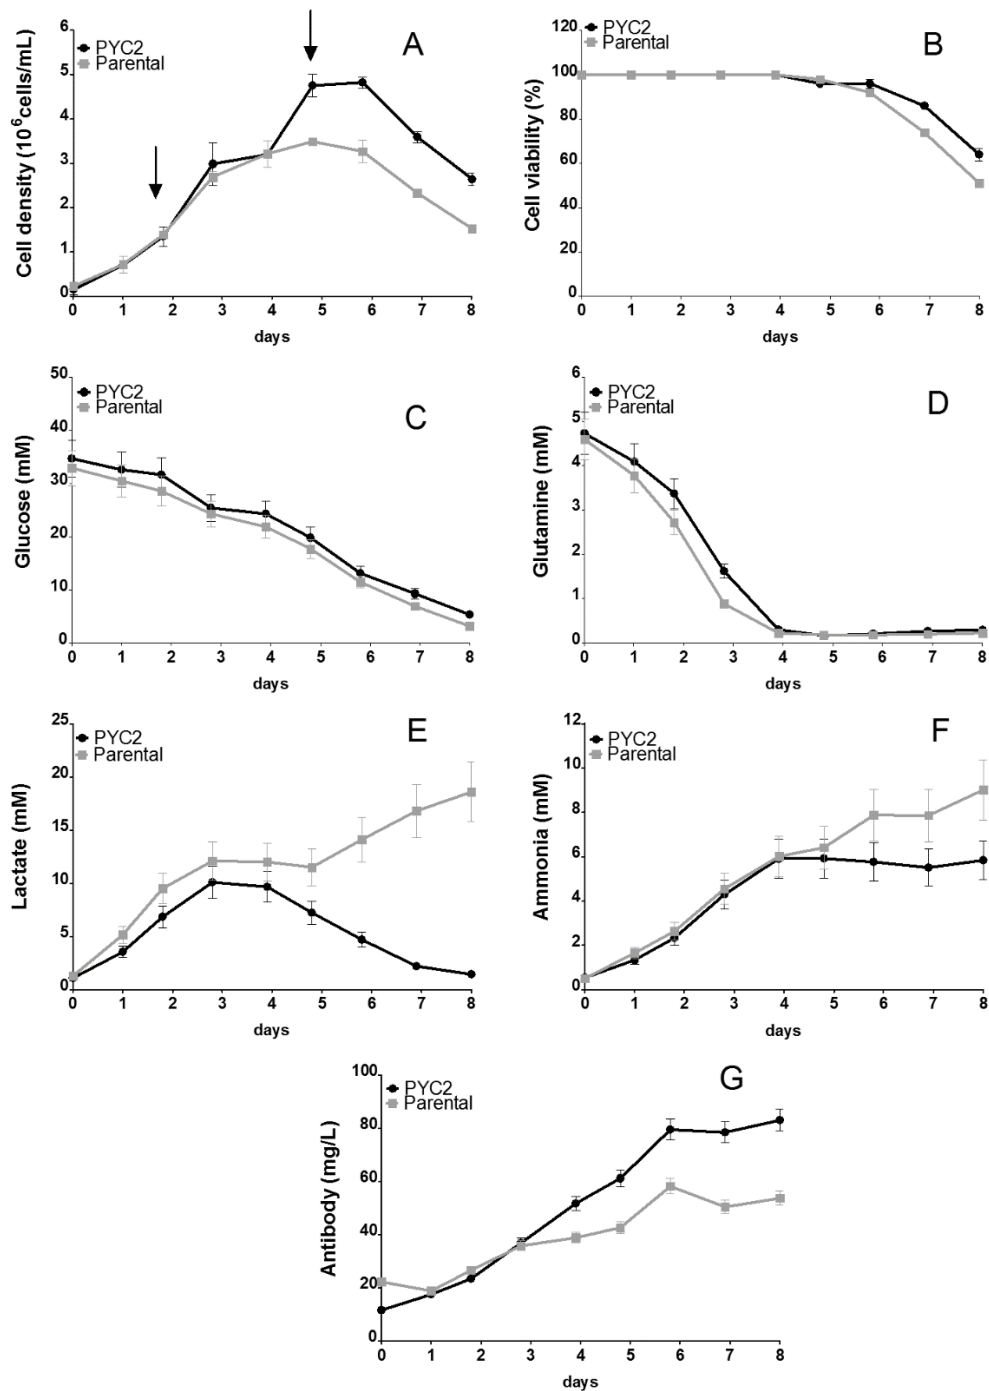 A
PYC2
Parental
Cell density (10⁶cells/mL)
6
5
4
3
2
1
0
0 1 2 3 4 5 6 7 8
days
B
PYC2
Parental
Cell viability (%)
120
100
80
60
40
20
0
0 1 2 3 4 5 6 7 8
days
C
PYC2
Parental
Glucose (mM)
50
40
30
20
10
0
0 1 2 3 4 5 6 7 8
days
D
PYC2
Parental
Glutamine (mM)
6
5
4
3
2
1
0
0 1 2 3 4 5 6 7 8
days
E
PYC2
Parental
Lactate (mM)
25
20
15
10
5
0
0 1 2 3 4 5 6 7 8
days
F
PYC2
Parental
Ammonia (mM)
12
10
8
6
4
2
0
0 1 2 3 4 5 6 7 8
days
G
PYC2
Parental
Antibody (mg/L)
100
80
60
40
20
0
0 1 2 3 4 5 6 7 8
days